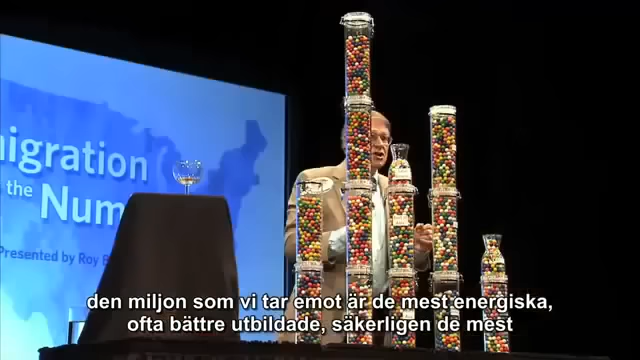 the Num
Presented by Roy
den miljon som vi tar emot är de mest energiska,
ofta bättre utbildade, säkerligen de mest